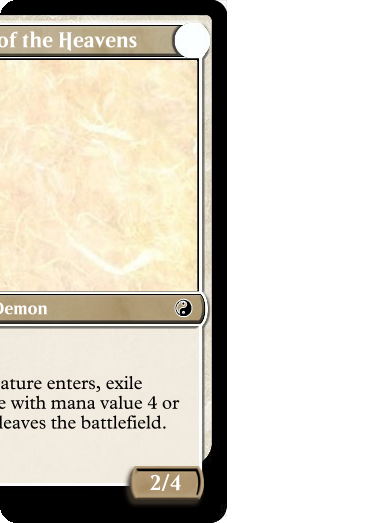 of the Heavens
Demon
ature enters, exile
e with mana value 4 or
leaves the battlefield.
2/4